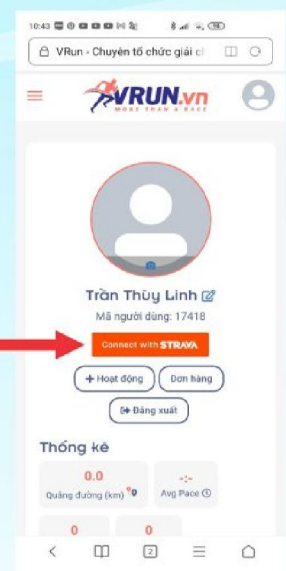 10:43
VRun - Chuyên tổ chức giải c
VRUN.vn
MORE THAN A RACE
Trần Thùy Linh
Mã người dùng: 17418
Connect with STRAVA
+ Hoạt động
Đơn hàng
Đăng xuất
Thống kê
0.0
-:-
Quãng đường (km)
Avg Pace
0
0
2